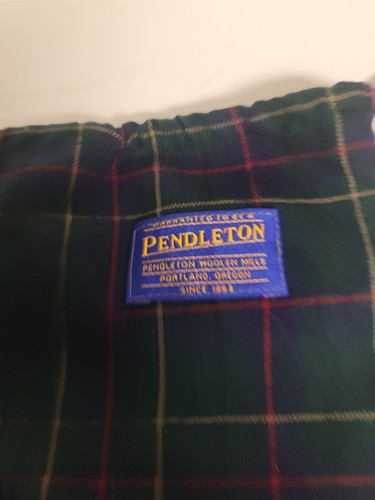 WARRANTED TO BE A
PENDLETON
PENDLETON WOOLEN MILLS
PORTLAND, OREGON
SINCE 1863